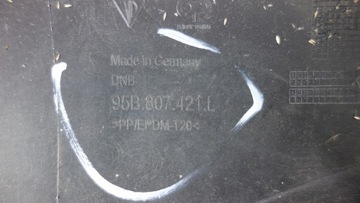 Made in Germany
DNB
95B.807.421.L
>PP/EPDM-T20<